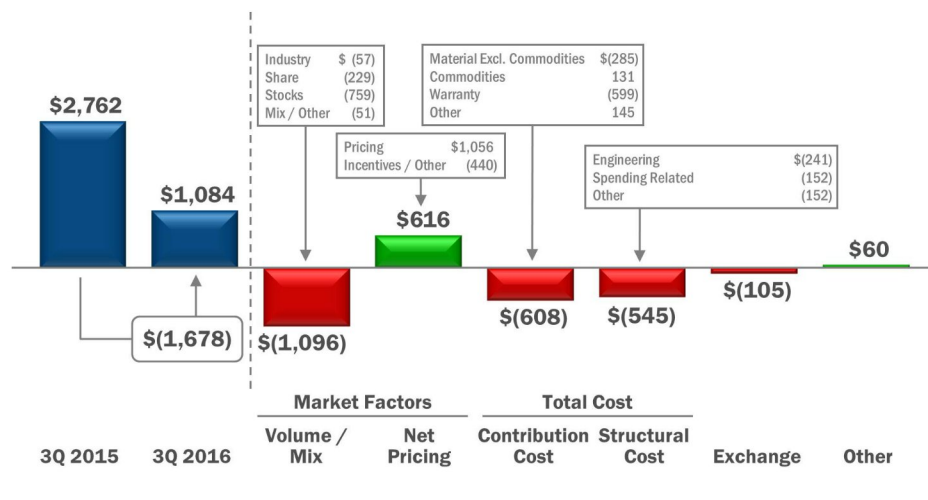 Industry $ (57)
Share (229)
Stocks (759)
Mix / Other (51)
Material Excl. Commodities $(285)
Commodities 131
Warranty (599)
Other 145
$2,762
Pricing $1,056
Incentives / Other (440)
Engineering $(241)
Spending Related (152)
Other (152)
$1,084
$616
$60
$(105)
$(608)
$(545)
$(1,678)
$(1,096)
Market Factors
Total Cost
3Q 2015
3Q 2016
Volume /
Mix
Net
Pricing
Contribution
Cost
Structural
Cost
Exchange
Other